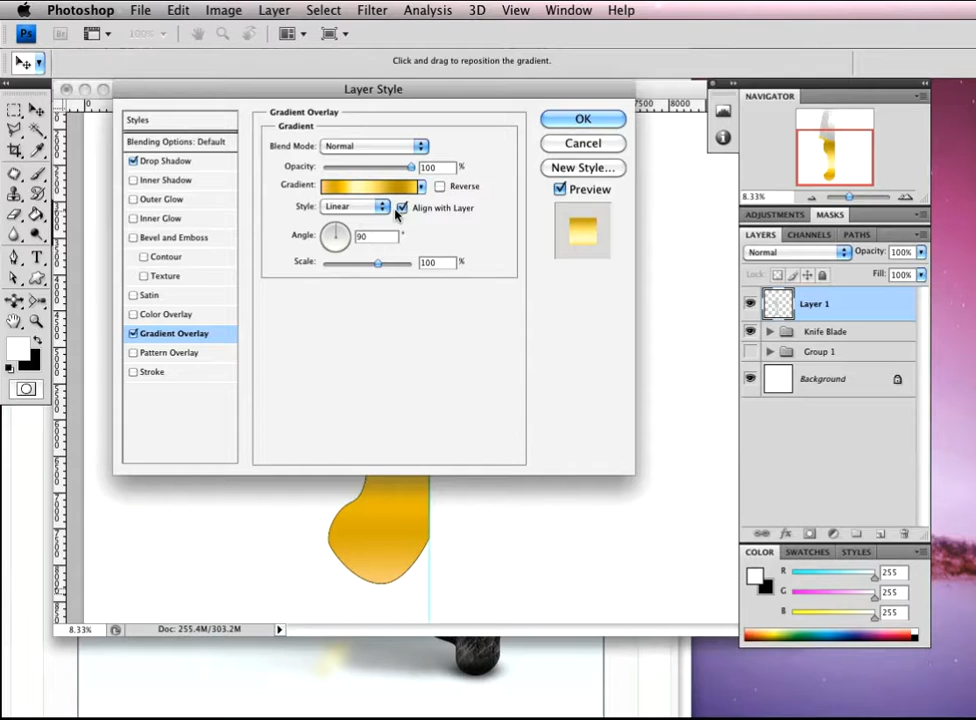 Photoshop File Edit Image Layer Select Filter Analysis 3D View Window Help
Ps Br 100%
Click and drag to reposition the gradient.
Layer Style
0 7500 8000
Styles
Blending Options: Default
Drop Shadow
Inner Shadow
Outer Glow
Inner Glow
Bevel and Emboss
Contour
Texture
Satin
Color Overlay
Gradient Overlay
Pattern Overlay
Stroke
Gradient Overlay
Gradient
Blend Mode: Normal
Opacity: 100 %
Gradient: Reverse
Style: Linear Align with Layer
Angle: 90 °
Scale: 100 %
OK
Cancel
New Style...
Preview
NAVIGATOR
8.33%
ADJUSTMENTS MASKS
LAYERS CHANNELS PATHS
Normal Opacity: 100%
Lock: Fill: 100%
Layer 1
Knife Blade
Group 1
Background
fx
COLOR SWATCHES STYLES
R 255
G 255
B 255
8.33% Doc: 255.4M/303.2M